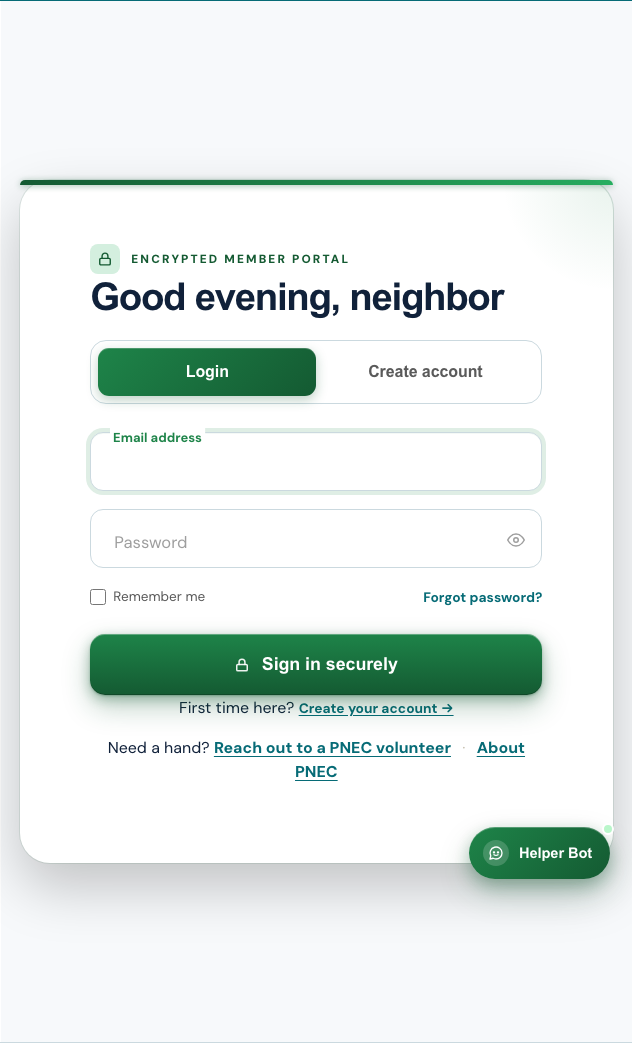 ENCRYPTED MEMBER PORTAL
Good evening, neighbor
Login
Create account
Email address
Password
Remember me
Forgot password?
Sign in securely
First time here? Create your account →
Need a hand? Reach out to a PNEC volunteer · About
PNEC
Helper Bot